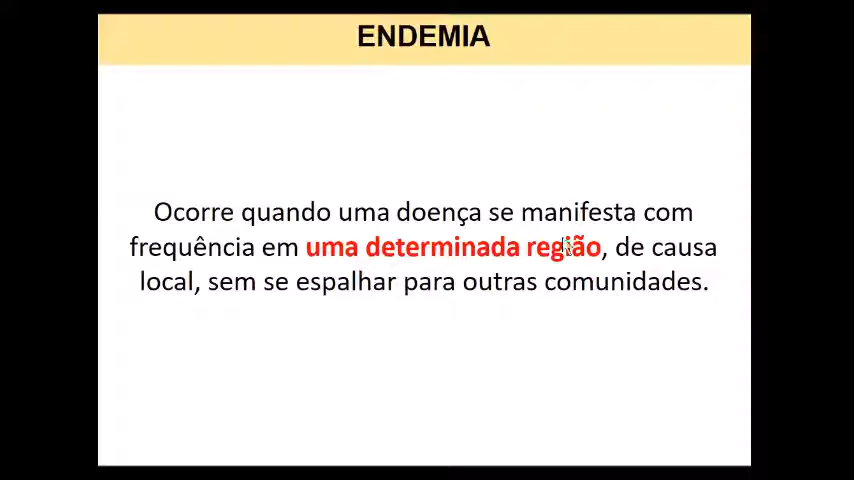 ENDEMIA
Ocorre quando uma doença se manifesta com
frequência em uma determinada região, de causa
local, sem se espalhar para outras comunidades.